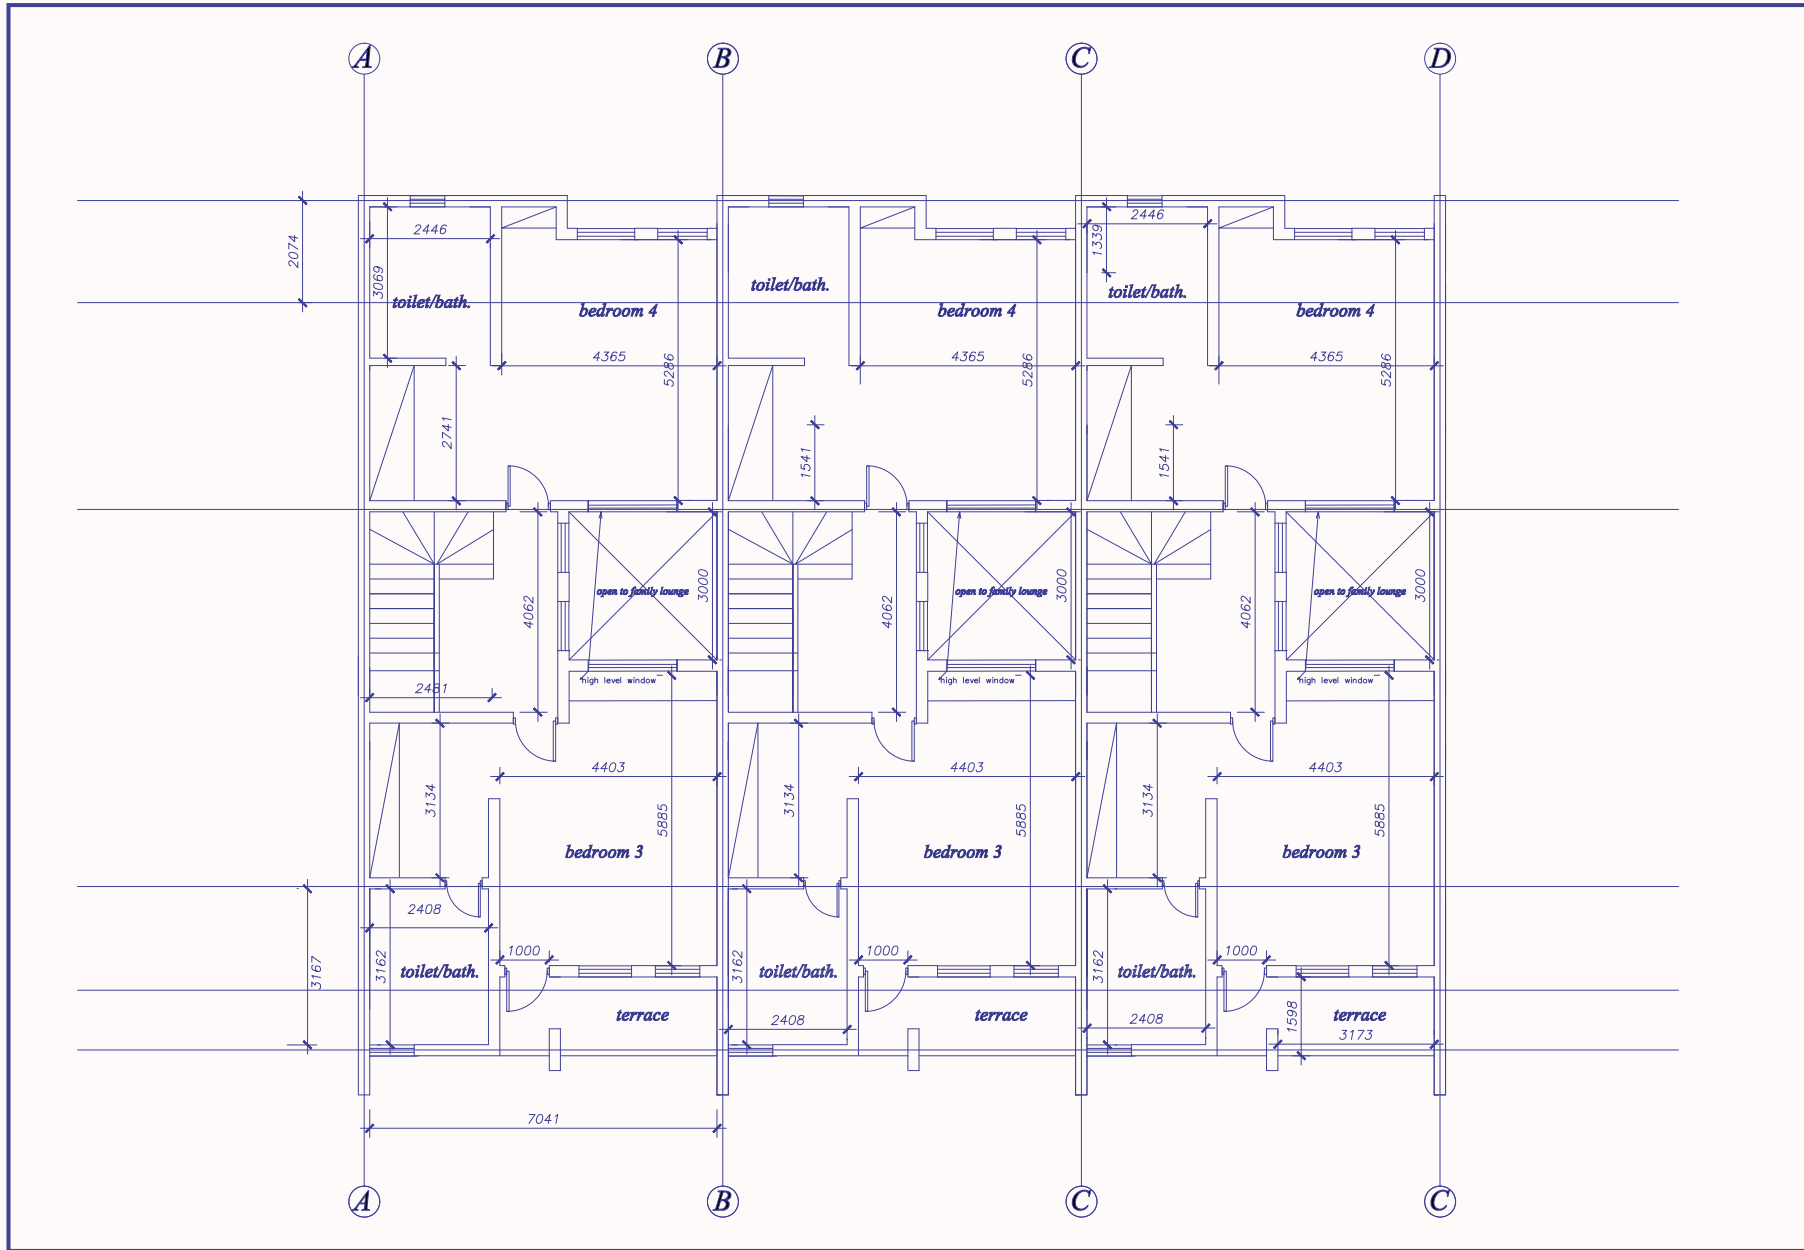 A B C D
2446
2446
1339
2074
3069
toilet/bath.
toilet/bath.
toilet/bath.
bedroom 4
bedroom 4
bedroom 4
4365
5286
4365
5286
4365
5286
2741
1541
1541
4062
open to family lounge
3000
4062
open to family lounge
3000
4062
open to family lounge
3000
2481
high level window
high level window
high level window
4403
4403
4403
3134
5885
3134
5885
3134
5885
bedroom 3
bedroom 3
bedroom 3
2408
1000
1000
1000
3167
3162
toilet/bath.
3162
toilet/bath.
3162
toilet/bath.
terrace
2408
terrace
2408
1598
terrace
3173
7041
A B C C